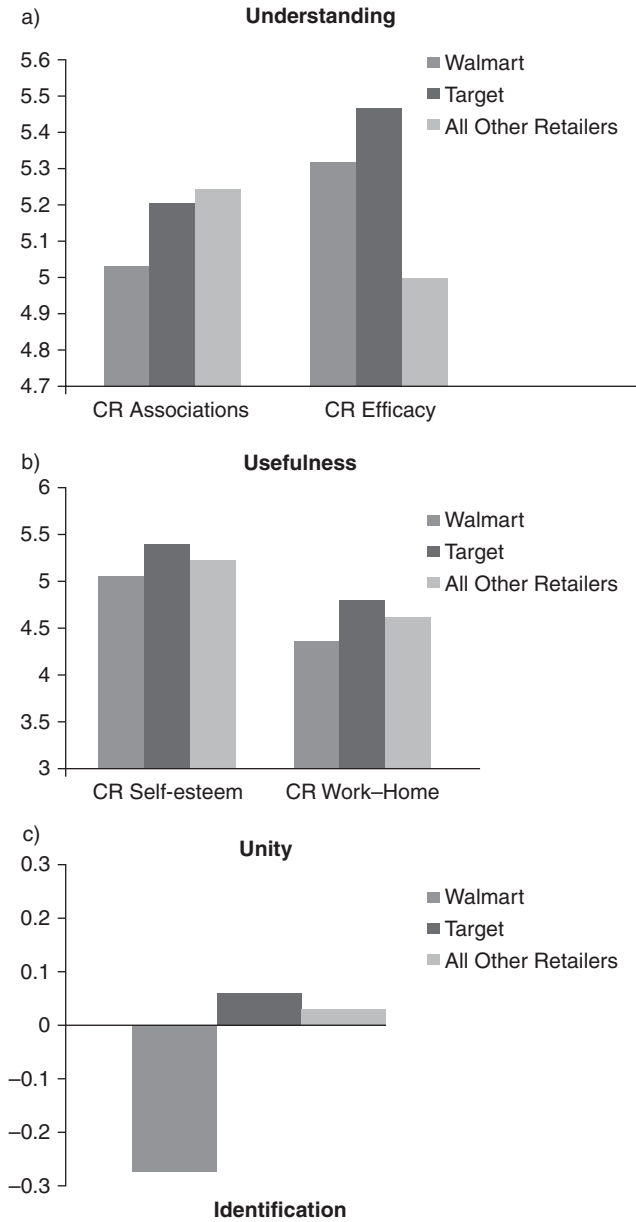 a)
Understanding
5.6
5.5
5.4
5.3
5.2
5.1
5
4.9
4.8
4.7
Walmart
Target
All Other Retailers
CR Associations
CR Efficacy
b)
Usefulness
6
5.5
5
4.5
4
3.5
3
Walmart
Target
All Other Retailers
CR Self-esteem
CR Work–Home
c)
Unity
0.3
0.2
0.1
0
–0.1
–0.2
–0.3
Walmart
Target
All Other Retailers
Identification